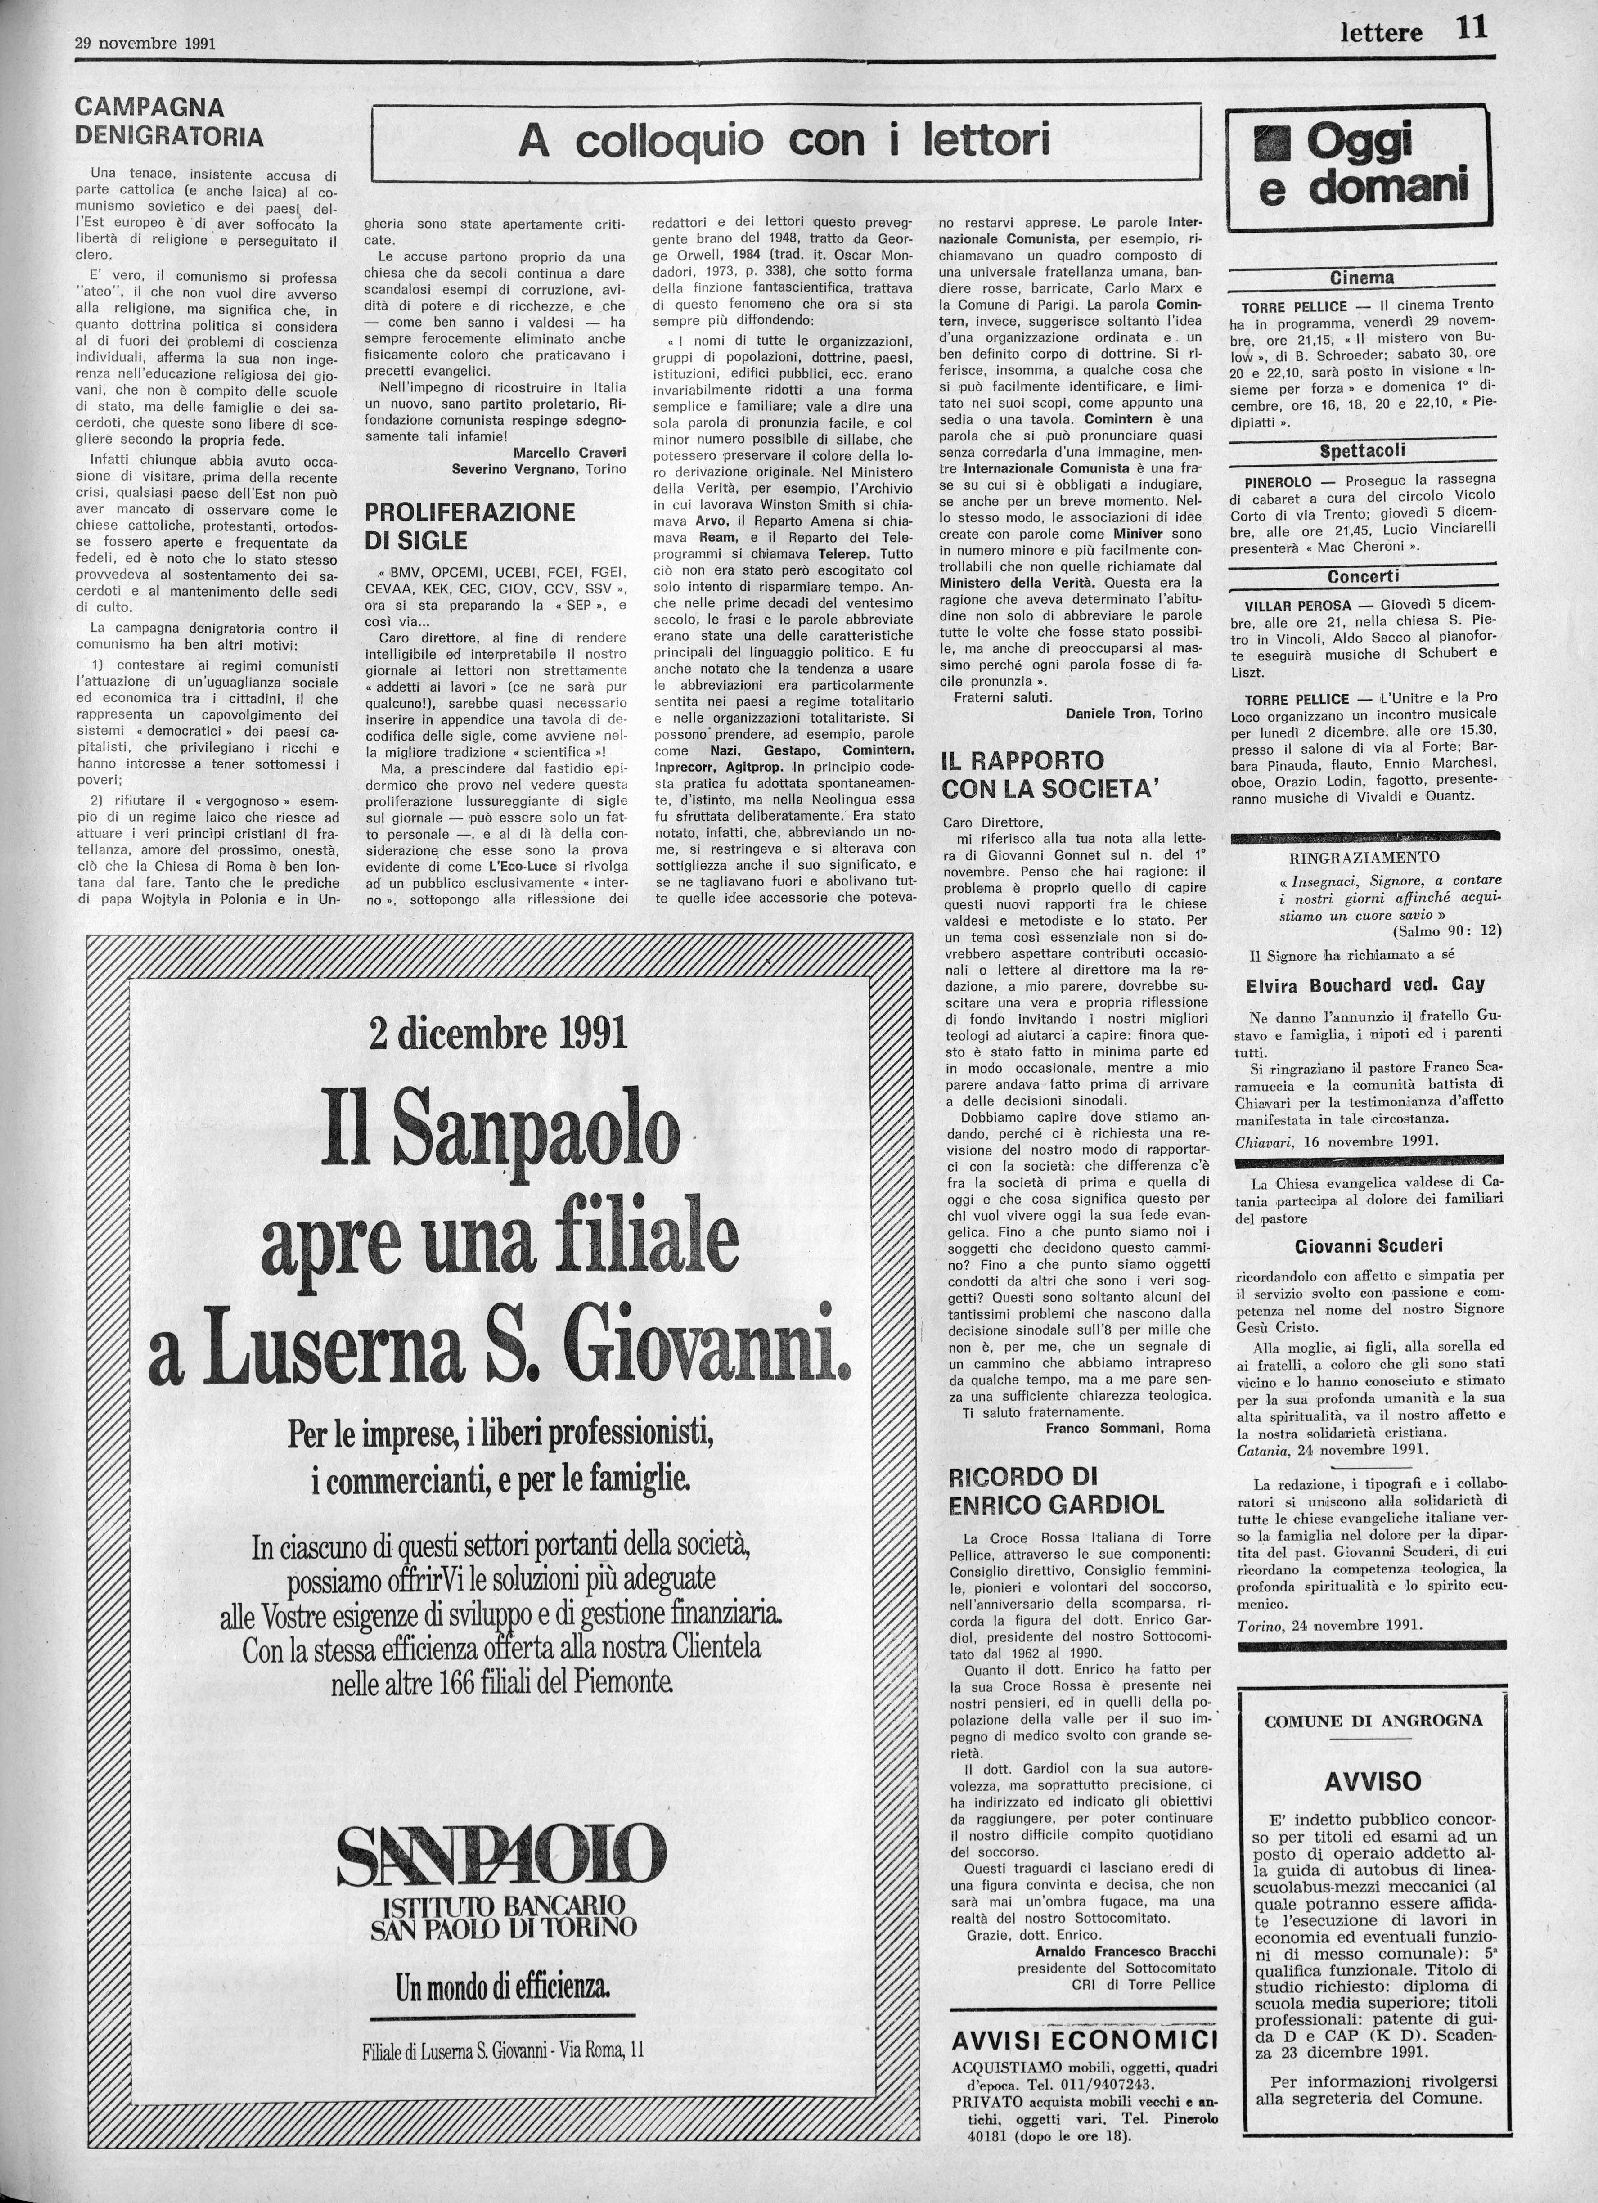 29 novembre 1991
lettere 11
A colloquio con i lettori
CAMPAGNA
DENIGRATORIA
Una tenace, insistente accusa di
parte cattolica (e anche laica) al co-
munismo sovietico e dei paesi del-
l'Est europeo è di aver soffocato la
libertà di religione e perseguitato il
clero.
E' vero, il comunismo si professa
"ateo", il che non vuol dire avverso
alla religione, ma significa che, in
quanto dottrina politica si considera
al di fuori dei problemi di coscienza
individuali, afferma la sua non inge-
renza nell'educazione religiosa dei gio-
vani, che non è compito delle scuole
di stato, ma delle famiglie e dei sa-
cerdoti, che queste sono libere di sce-
gliere secondo la propria fede.
Infatti chiunque abbia avuto occa-
sione di visitare, prima della recente
crisi, qualsiasi paese dell'Est non può
aver mancato di osservare come le
chiese cattoliche, protestanti, ortodos-
se fossero aperte e frequentate da
fedeli, ed è noto che lo stato stesso
provvedeva al sostentamento dei sa-
cerdoti e al mantenimento delle sedi
di culto.
La campagna denigratoria contro il
comunismo ha ben altri motivi:
1) contestare ai regimi comunisti
l'attuazione di un'uguaglianza sociale
ed economica tra i cittadini, il che
rappresenta un capovolgimento dei
sistemi « democratici » dei paesi ca-
pitalisti, che privilegiano i ricchi e
hanno interesse a tener sottomessi i
poveri;
2) rifiutare il « vergognoso » esem-
pio di un regime laico che riesce ad
attuare i veri principi cristiani di fra-
tellanza, amore del prossimo, onestà,
ciò che la Chiesa di Roma è ben lon-
tana dal fare. Tanto che le prediche
di papa Wojtyla in Polonia e in Un-
gheria sono state apertamente criti-
cate.
Le accuse partono proprio da una
chiesa che da secoli continua a dare
scandalosi esempi di corruzione, avi-
dità di potere e di ricchezze, e che
— come ben sanno i valdesi — ha
sempre ferocemente eliminato anche
fisicamente coloro che praticavano i
precetti evangelici.
Nell'impegno di ricostruire in Italia
un nuovo, sano partito proletario, Ri-
fondazione comunista respinge sdegno-
samente tali infamie!
Marcello Craveri
Severino Vergnano, Torino
PROLIFERAZIONE
DI SIGLE
« BMV, OPCEMI, UCEBI, FCEI, FGEI,
CEVAA, KEK, CEC, CIOV, CCV, SSV »,
ora si sta preparando la « SEP », e
così via...
Caro direttore, al fine di rendere
intelligibile ed interpretabile il nostro
giornale ai lettori non strettamente
« addetti ai lavori » (ce ne sarà pur
qualcuno!), sarebbe quasi necessario
inserire in appendice una tavola di de-
codifica delle sigle, come avviene nel-
la migliore tradizione « scientifica »!
Ma, a prescindere dal fastidio epi-
dermico che provo nel vedere questa
proliferazione lussureggiante di sigle
sul giornale — può essere solo un fat-
to personale —, e al di là della con-
siderazione che esse sono la prova
evidente di come L'Eco-Luce si rivolga
ad un pubblico esclusivamente « inter-
no », sottopongo alla riflessione dei
redattori e dei lettori questo preveg-
gente brano del 1948, tratto da Geor-
ge Orwell, 1984 (trad. it. Oscar Mon-
dadori, 1973, p. 338), che sotto forma
della finzione fantascientifica, trattava
di questo fenomeno che ora si sta
sempre più diffondendo:
« I nomi di tutte le organizzazioni,
gruppi di popolazioni, dottrine, paesi,
istituzioni, edifici pubblici, ecc. erano
invariabilmente ridotti a una forma
semplice e familiare; vale a dire una
sola parola di pronunzia facile, e col
minor numero possibile di sillabe, che
potessero preservare il colore della lo-
ro derivazione originale. Nel Ministero
della Verità, per esempio, l'Archivio
in cui lavorava Winston Smith si chia-
mava Arvo, il Reparto Amena si chia-
mava Ream, e il Reparto dei Tele-
programmi si chiamava Telerep. Tutto
ciò non era stato però escogitato col
solo intento di risparmiare tempo. An-
che nelle prime decadi del ventesimo
secolo, le frasi e le parole abbreviate
erano state una delle caratteristiche
principali del linguaggio politico. E fu
anche notato che la tendenza a usare
le abbreviazioni era particolarmente
sentita nei paesi a regime totalitario
e nelle organizzazioni totalitariste. Si
possono prendere, ad esempio, parole
come Nazi, Gestapo, Comintern,
Inprecorr, Agitprop. In principio code-
sta pratica fu adottata spontaneamen-
te, d'istinto, ma nella Neolingua essa
fu sfruttata deliberatamente. Era stato
notato, infatti, che, abbreviando un no-
me, si restringeva e si alterava con
sottigliezza anche il suo significato, e
se ne tagliavano fuori e abolivano tut-
te quelle idee accessorie che poteva-
no restarvi apprese. Le parole Inter-
nazionale Comunista, per esempio, ri-
chiamavano un quadro composto di
una universale fratellanza umana, ban-
diere rosse, barricate, Carlo Marx e
la Comune di Parigi. La parola Comin-
tern, invece, suggerisce soltanto l'idea
d'una organizzazione ordinata e un
ben definito corpo di dottrine. Si ri-
ferisce, insomma, a qualche cosa che
si può facilmente identificare, e limi-
tato nei suoi scopi, come appunto una
sedia o una tavola. Comintern è una
parola che si può pronunciare quasi
senza corredarla d'una immagine, men-
tre Internazionale Comunista è una fra-
se su cui si è obbligati a indugiare,
se anche per un breve momento. Nel-
lo stesso modo, le associazioni di idee
create con parole come Miniver sono
in numero minore e più facilmente con-
trollabili che non quelle richiamate dal
Ministero della Verità. Questa era la
ragione che aveva determinato l'abitu-
dine non solo di abbreviare le parole
tutte le volte che fosse stato possibi-
le, ma anche di preoccuparsi al mas-
simo perché ogni parola fosse di fa-
cile pronunzia ».
Fraterni saluti.
Daniele Tron, Torino
IL RAPPORTO
CON LA SOCIETA'
Caro Direttore,
mi riferisco alla tua nota alla lette-
ra di Giovanni Gonnet sul n. del 1°
novembre. Penso che hai ragione: il
problema è proprio quello di capire
questi nuovi rapporti fra le chiese
valdesi e metodiste e lo stato. Per
un tema così essenziale non si do-
vrebbero aspettare contributi occasio-
nali o lettere al direttore ma la re-
dazione, a mio parere, dovrebbe su-
scitare una vera e propria riflessione
di fondo invitando i nostri migliori
teologi ad aiutarci a capire: finora que-
sto è stato fatto in minima parte ed
in modo occasionale, mentre a mio
parere andava fatto prima di arrivare
a delle decisioni sinodali.
Dobbiamo capire dove stiamo an-
dando, perché ci è richiesta una re-
visione del nostro modo di rapportar-
ci con la società: che differenza c'è
fra la società di prima e quella di
oggi e che cosa significa questo per
chi vuol vivere oggi la sua fede evan-
gelica. Fino a che punto siamo noi i
soggetti che decidono questo cammi-
no? Fino a che punto siamo oggetti
condotti da altri che sono i veri sog-
getti? Questi sono soltanto alcuni dei
tantissimi problemi che nascono dalla
decisione sinodale sull'8 per mille che
non è, per me, che un segnale di
un cammino che abbiamo intrapreso
da qualche tempo, ma a me pare sen-
za una sufficiente chiarezza teologica.
Ti saluto fraternamente.
Franco Sommani, Roma
RICORDO DI
ENRICO GARDIOL
La Croce Rossa Italiana di Torre
Pellice, attraverso le sue componenti:
Consiglio direttivo, Consiglio femmini-
le, pionieri e volontari del soccorso,
nell'anniversario della scomparsa, ri-
corda la figura del dott. Enrico Gar-
diol, presidente del nostro Sottocomi-
tato dal 1962 al 1990.
Quanto il dott. Enrico ha fatto per
la sua Croce Rossa è presente nei
nostri pensieri, ed in quelli della po-
polazione della valle per il suo im-
pegno di medico svolto con grande se-
rietà.
Il dott. Gardiol con la sua autore-
volezza, ma soprattutto precisione, ci
ha indirizzato ed indicato gli obiettivi
da raggiungere, per poter continuare
il nostro difficile compito quotidiano
del soccorso.
Questi traguardi ci lasciano eredi di
una figura convinta e decisa, che non
sarà mai un'ombra fugace, ma una
realtà del nostro Sottocomitato.
Grazie, dott. Enrico.
Arnaldo Francesco Bracchi
presidente del Sottocomitato
CRI di Torre Pellice
AVVISI ECONOMICI
ACQUISTIAMO mobili, oggetti, quadri
d'epoca. Tel. 011/9407243.
PRIVATO acquista mobili vecchi e an-
tichi, oggetti vari. Tel. Pinerolo
40181 (dopo le ore 18).
2 dicembre 1991
Il Sanpaolo
apre una filiale
a Luserna S. Giovanni.
Per le imprese, i liberi professionisti,
i commercianti, e per le famiglie.
In ciascuno di questi settori portanti della società,
possiamo offrirVi le soluzioni più adeguate
alle Vostre esigenze di sviluppo e di gestione finanziaria.
Con la stessa efficienza offerta alla nostra Clientela
nelle altre 166 filiali del Piemonte.
SANPAOLO
ISTITUTO BANCARIO
SAN PAOLO DI TORINO
Un mondo di efficienza.
Filiale di Luserna S. Giovanni - Via Roma, 11
Oggi
e domani
Cinema
TORRE PELLICE — Il cinema Trento
ha in programma, venerdì 29 novem-
bre, ore 21,15, « Il mistero von Bu-
low », di B. Schroeder; sabato 30, ore
20 e 22,10, sarà posto in visione « In-
sieme per forza » e domenica 1° di-
cembre, ore 16, 18, 20 e 22,10, « Pie-
dipiatti ».
Spettacoli
PINEROLO — Prosegue la rassegna
di cabaret a cura del circolo Vicolo
Corto di via Trento; giovedì 5 dicem-
bre, alle ore 21,45, Lucio Vinciarelli
presenterà « Mac Cheroni ».
Concerti
VILLAR PEROSA — Giovedì 5 dicem-
bre, alle ore 21, nella chiesa S. Pie-
tro in Vincoli, Aldo Sacco al pianofor-
te eseguirà musiche di Schubert e
Liszt.
TORRE PELLICE — L'Unitre e la Pro
Loco organizzano un incontro musicale
per lunedì 2 dicembre, alle ore 15,30,
presso il salone di via al Forte; Bar-
bara Pinauda, flauto, Ennio Marchesi,
oboe, Orazio Lodin, fagotto, presente-
ranno musiche di Vivaldi e Quantz.
RINGRAZIAMENTO
« Insegnaci, Signore, a contare
i nostri giorni affinché acqui-
stiamo un cuore savio »
(Salmo 90: 12)
Il Signore ha richiamato a sé
Elvira Bouchard ved. Gay
Ne danno l'annunzio il fratello Gu-
stavo e famiglia, i nipoti ed i parenti
tutti.
Si ringraziano il pastore Franco Sca-
ramuccia e la comunità battista di
Chiavari per la testimonianza d'affetto
manifestata in tale circostanza.
Chiavari, 16 novembre 1991.
La Chiesa evangelica valdese di Ca-
tania partecipa al dolore dei familiari
del pastore
Giovanni Scuderi
ricordandolo con affetto e simpatia per
il servizio svolto con passione e com-
petenza nel nome del nostro Signore
Gesù Cristo.
Alla moglie, ai figli, alla sorella ed
ai fratelli, a coloro che gli sono stati
vicino e lo hanno conosciuto e stimato
per la sua profonda umanità e la sua
alta spiritualità, va il nostro affetto e
la nostra solidarietà cristiana.
Catania, 24 novembre 1991.
La redazione, i tipografi e i collabo-
ratori si uniscono alla solidarietà di
tutte le chiese evangeliche italiane ver-
so la famiglia nel dolore per la dipar-
tita del past. Giovanni Scuderi, di cui
ricordano la competenza teologica, la
profonda spiritualità e lo spirito ecu-
menico.
Torino, 24 novembre 1991.
COMUNE DI ANGROGNA
AVVISO
E' indetto pubblico concor-
so per titoli ed esami ad un
posto di operaio addetto al-
la guida di autobus di linea-
scuolabus-mezzi meccanici (al
quale potranno essere affida-
te l'esecuzione di lavori in
economia ed eventuali funzio-
ni di messo comunale): 5ª
qualifica funzionale. Titolo di
studio richiesto: diploma di
scuola media superiore; titoli
professionali: patente di gui-
da D e CAP (K D). Scaden-
za 23 dicembre 1991.
Per informazioni rivolgersi
alla segreteria del Comune.